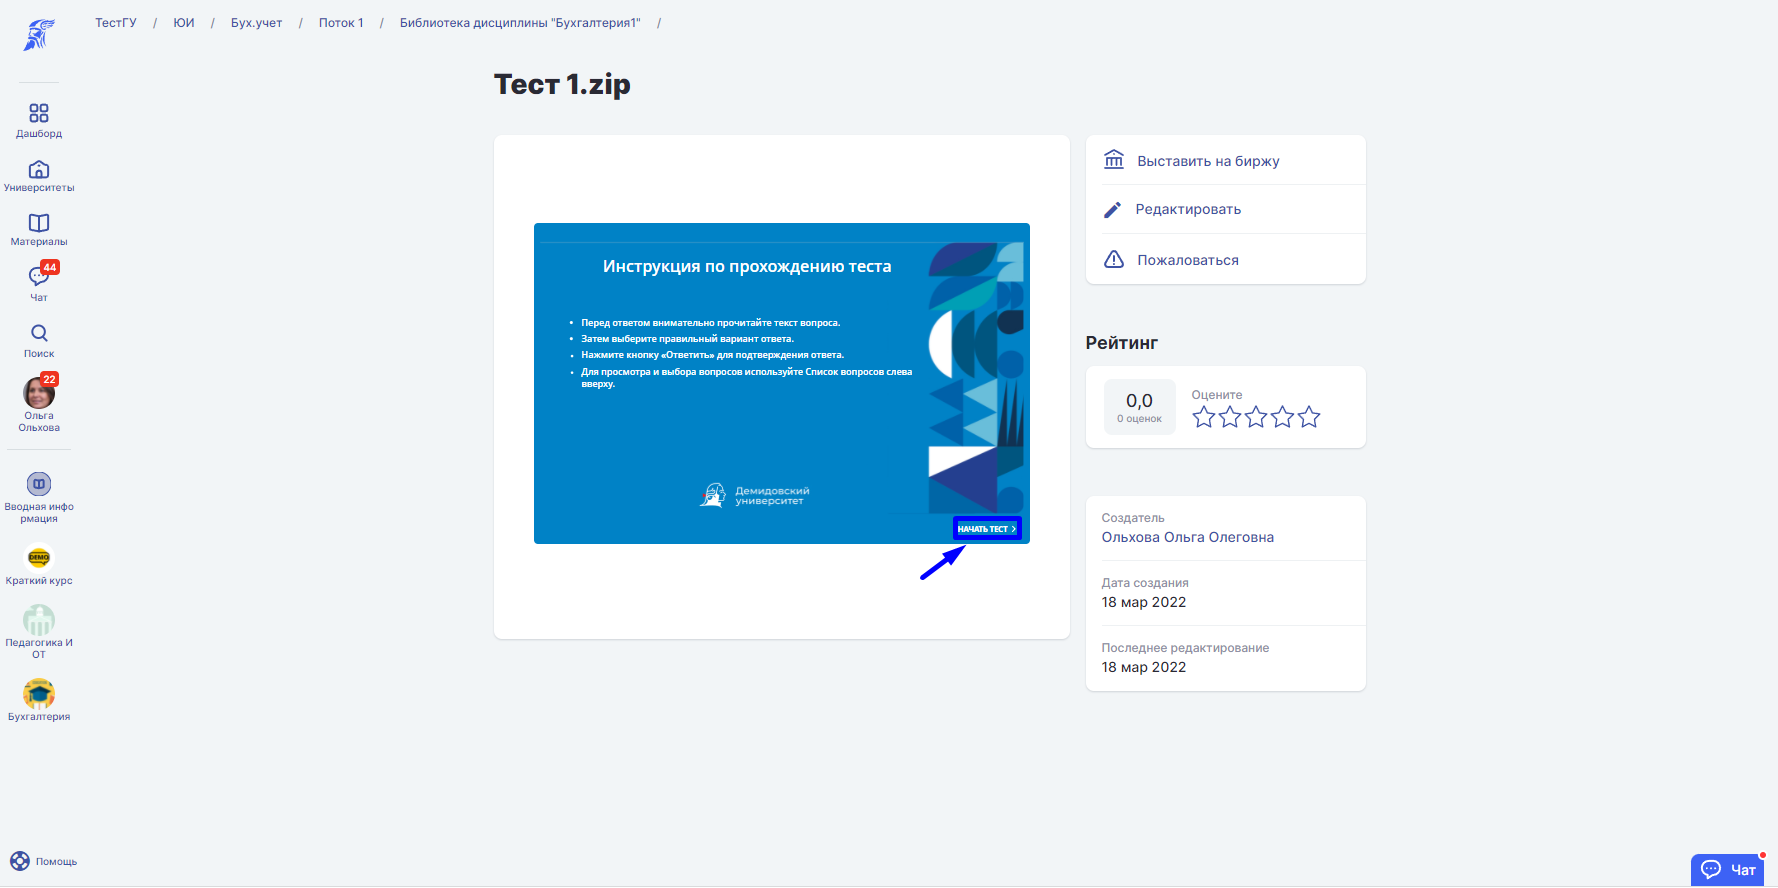 ТестГУ / ЮИ / Бух.учет / Поток 1 / Библиотека дисциплины "Бухгалтерия1" /
Тест 1.zip
Дашборд
Университеты
Материалы
44
Чат
Поиск
22
Ольга
Ольхова
Вводная инфо
рмация
DEMO
Краткий курс
Педагогика И
ОТ
Бухгалтерия
Помощь
Инструкция по прохождению теста
• Перед ответом внимательно прочитайте текст вопроса.
• Затем выберите правильный вариант ответа.
• Нажмите кнопку «Ответить» для подтверждения ответа.
• Для просмотра и выбора вопросов используйте Список вопросов слева
вверху.
Демидовский
университет
НАЧАТЬ ТЕСТ >
Выставить на биржу
Редактировать
Пожаловаться
Рейтинг
0,0
0 оценок
Оцените
Создатель
Ольхова Ольга Олеговна
Дата создания
18 мар 2022
Последнее редактирование
18 мар 2022
Чат